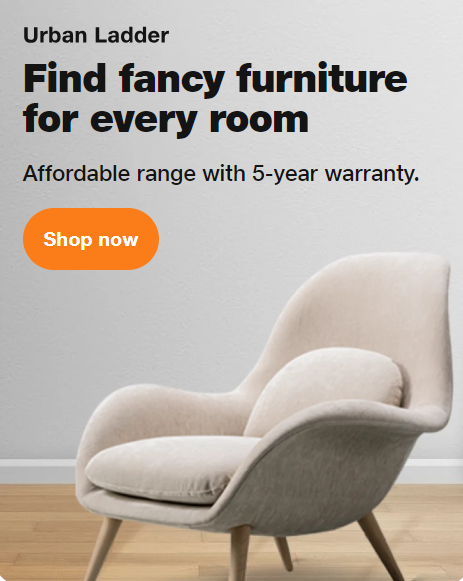 Urban Ladder
Find fancy furniture
for every room
Affordable range with 5-year warranty.
Shop now